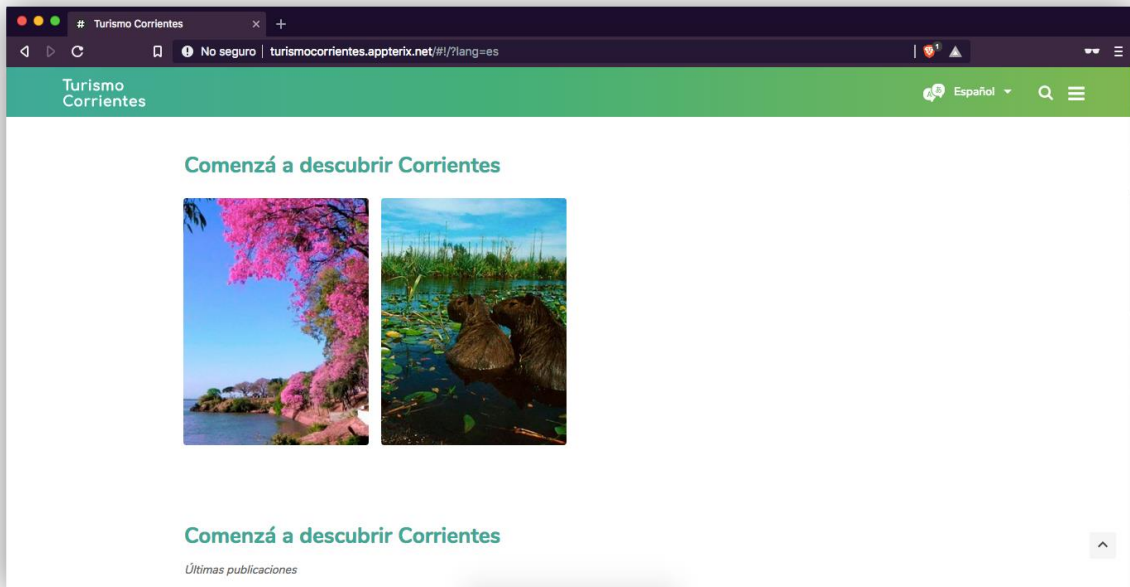 # Turismo Corrientes
No seguro | turismocorrientes.appterix.net/#!/?lang=es
1
Turismo
Corrientes
Español
Comenzá a descubrir Corrientes
Comenzá a descubrir Corrientes
Últimas publicaciones